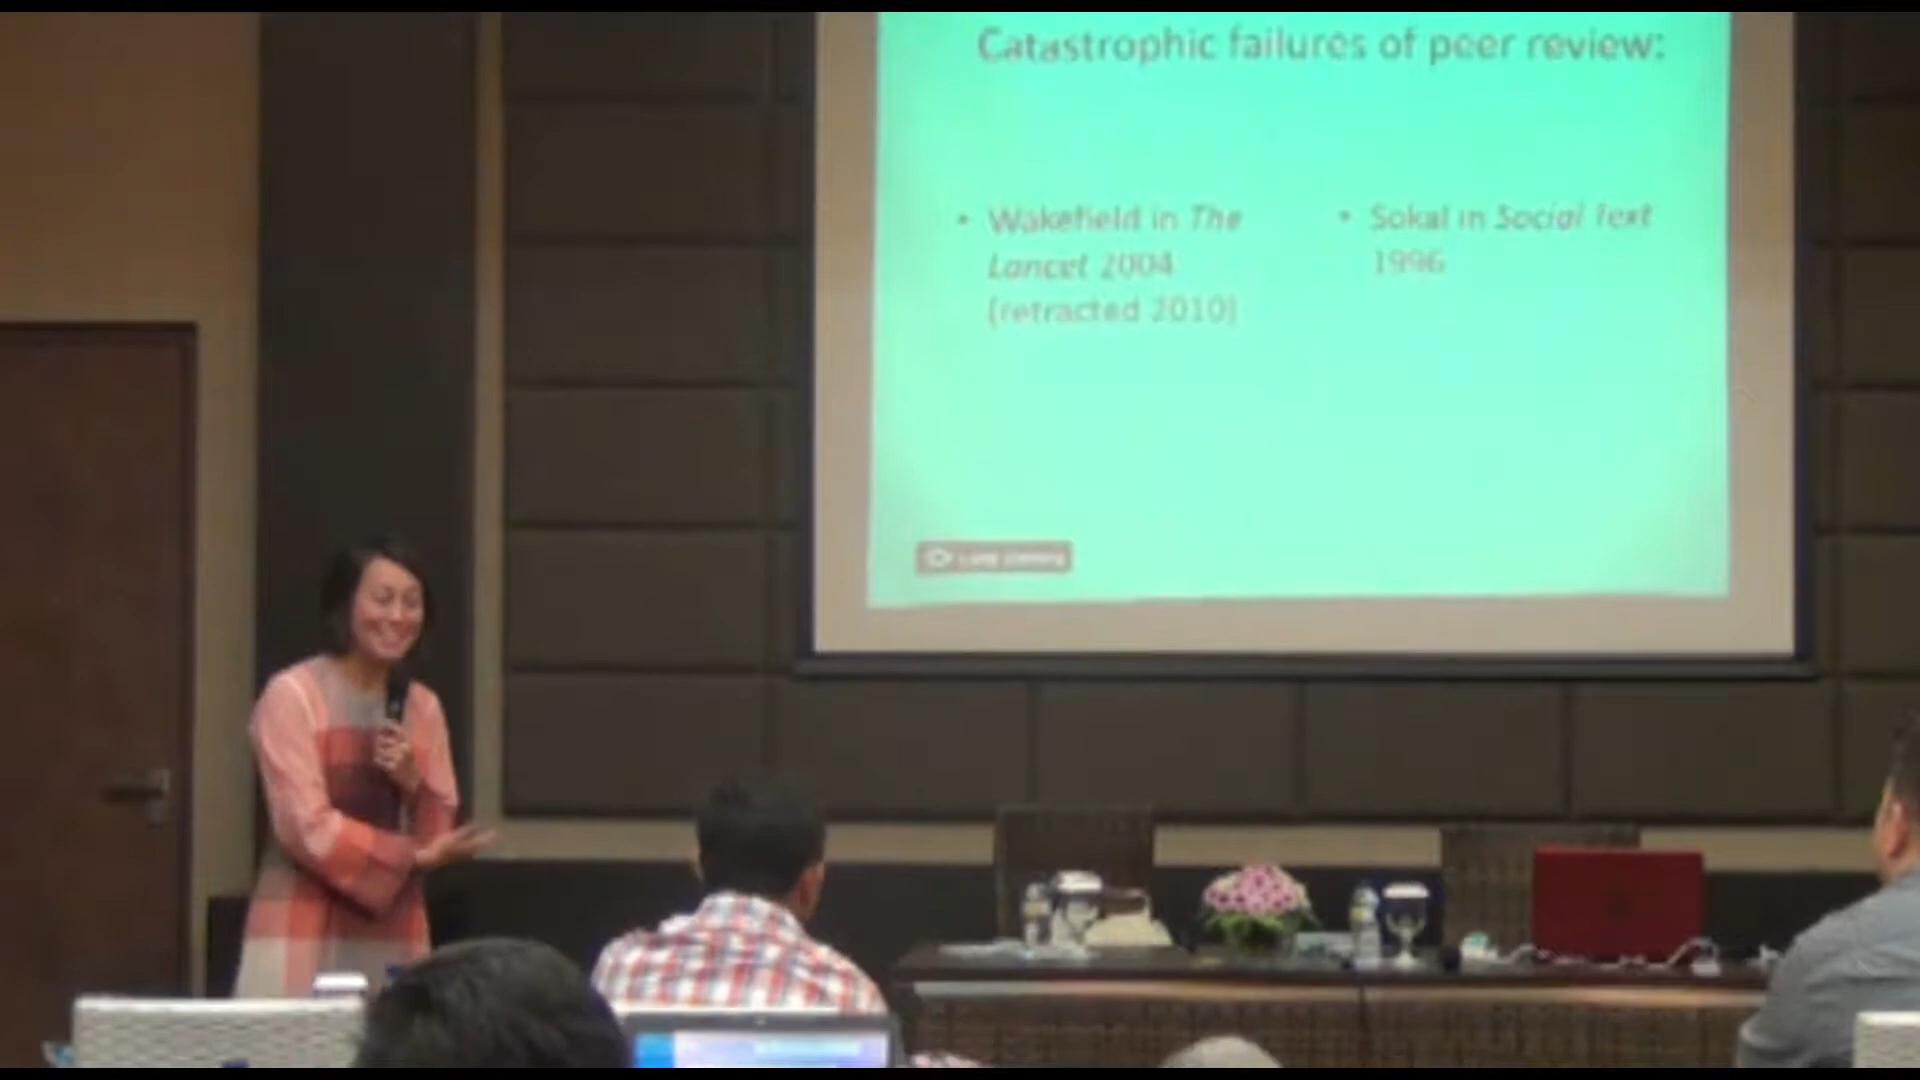 Catastrophic failures of peer review:
• Wakefield in The
Lancet 2004
(retracted 2010)
• Sokal in Social Text
1996